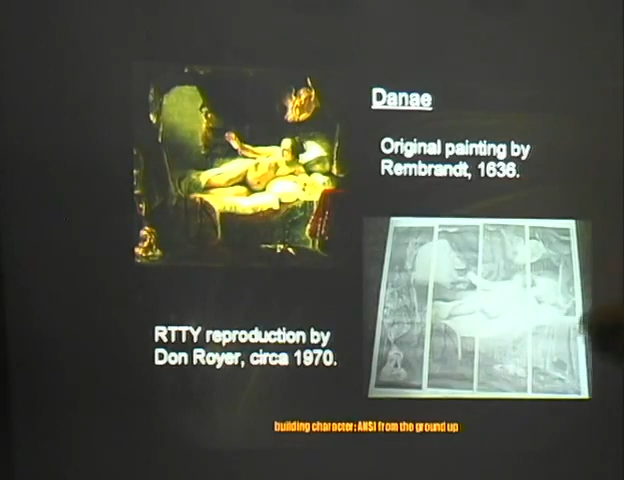 Danae
Original painting by
Rembrandt, 1636.
RTTY reproduction by
Don Royer, circa 1970.
building character: ANSI from the ground up